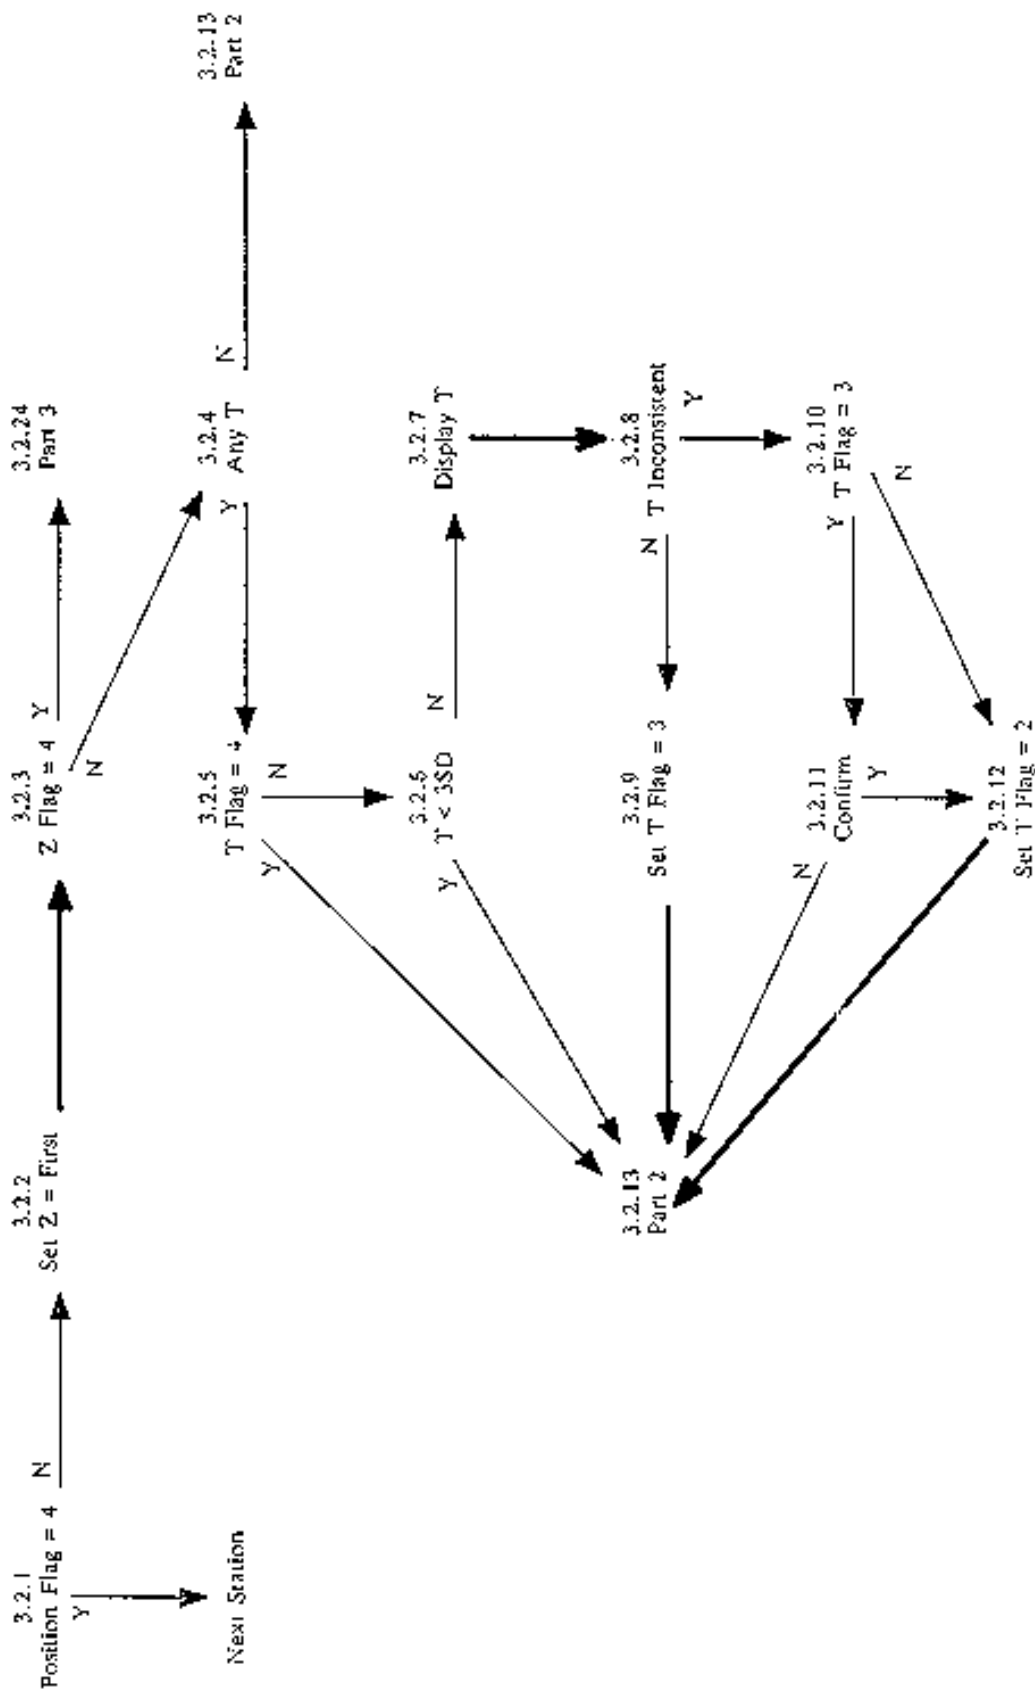 3.2.1
Position Flag = 4
N
Y
Next Station
3.2.2
Set Z = First
3.2.3
Z Flag = 4
Y
N
3.2.24
Part 3
3.2.4
Any T
Y
N
3.2.13
Part 2
3.2.5
T Flag = 4
Y
N
3.2.6
T < 3SD
Y
N
3.2.7
Display T
3.2.8
T Inconsistent
N
Y
3.2.9
Set T Flag = 3
3.2.10
T Flag = 3
Y
N
3.2.11
Confirm
N
Y
3.2.12
Set T Flag = 2
3.2.13
Part 2